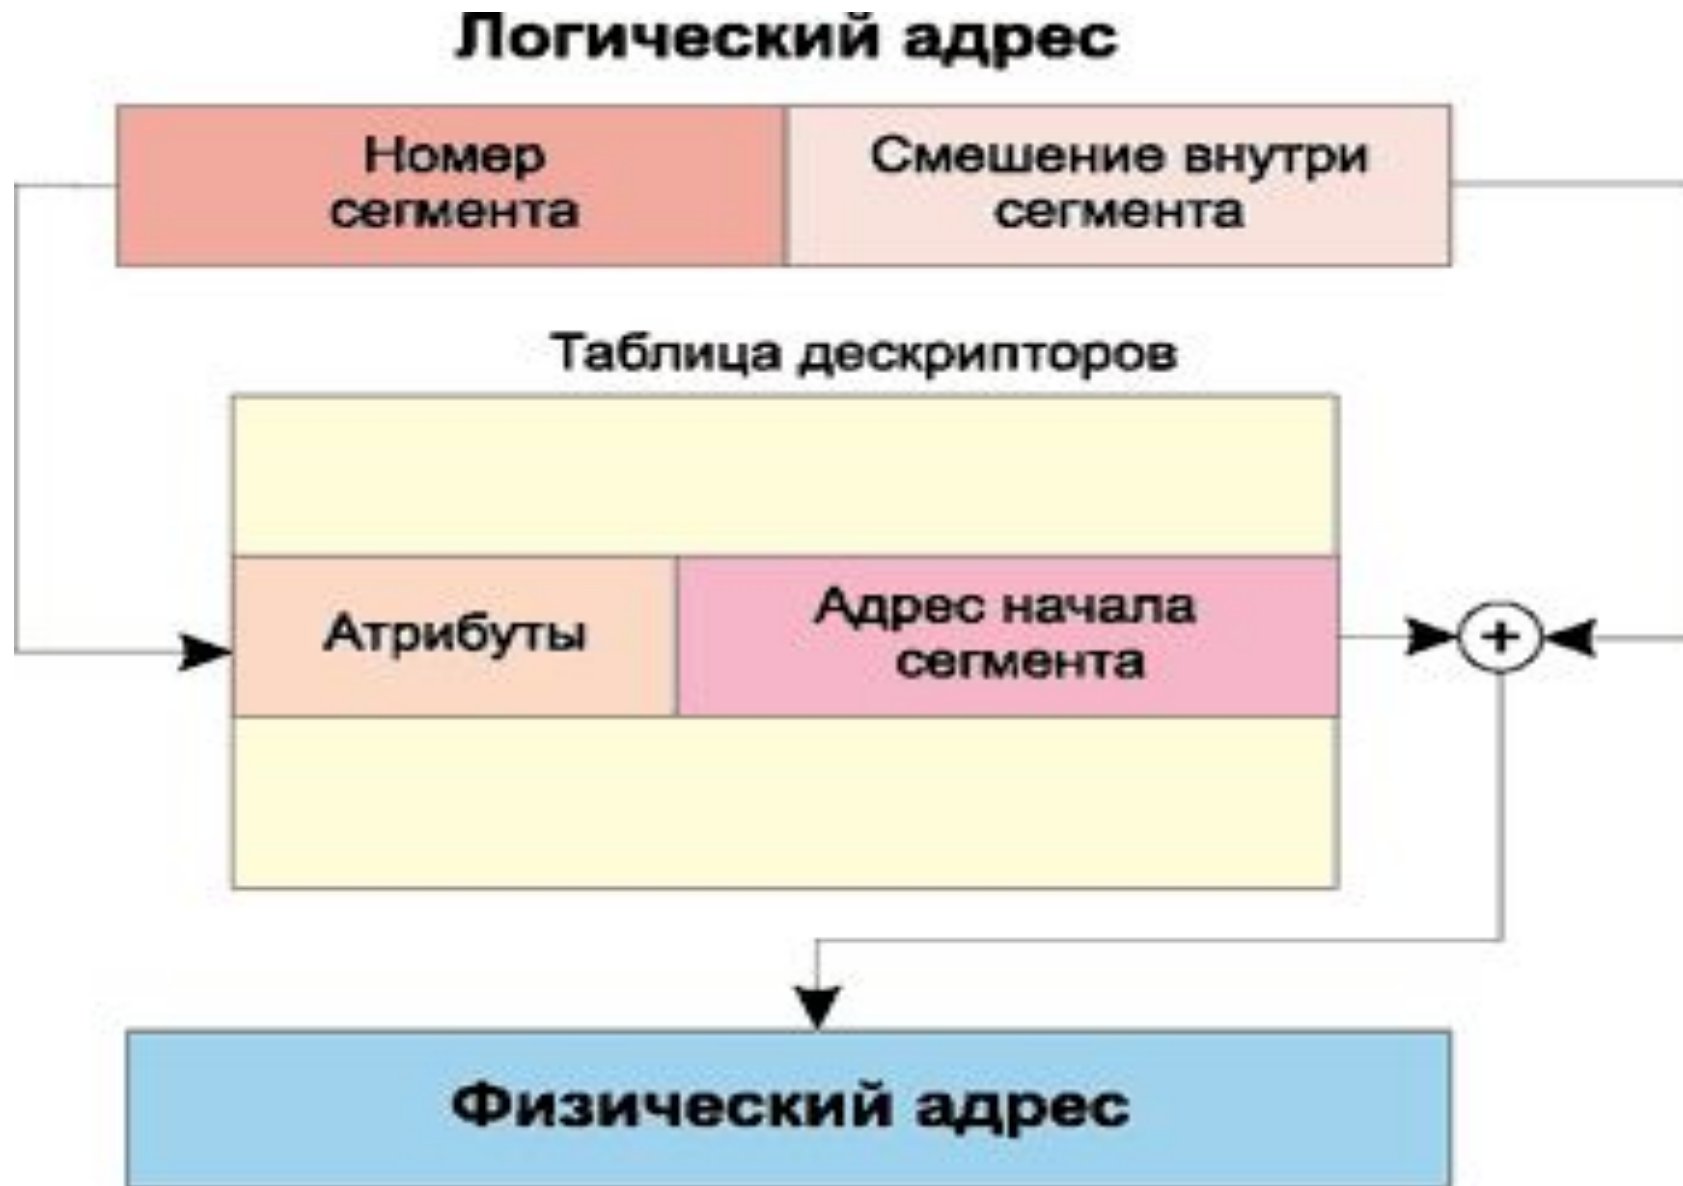 Логический адрес
Номер
сегмента
Смешение внутри
сегмента
Таблица дескрипторов
Атрибуты
Адрес начала
сегмента
+
Физический адрес